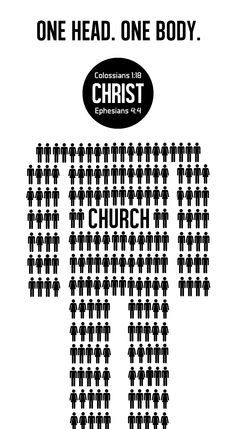 ONE HEAD. ONE BODY.
Colossians 1:18
CHRIST
Ephesians 4:4
CHURCH